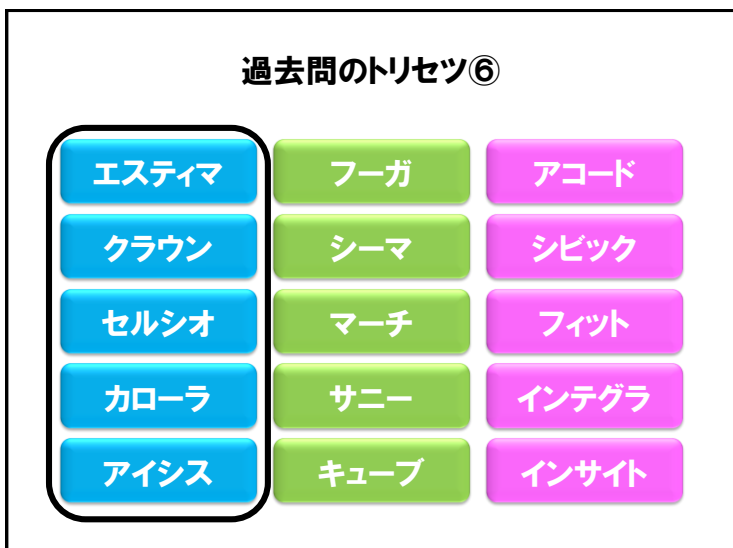 過去問のトリセツ⑥
エスティマ
クラウン
セルシオ
カローラ
アイシス
フーガ
シーマ
マーチ
サニー
キューブ
アコード
シビック
フィット
インテグラ
インサイト